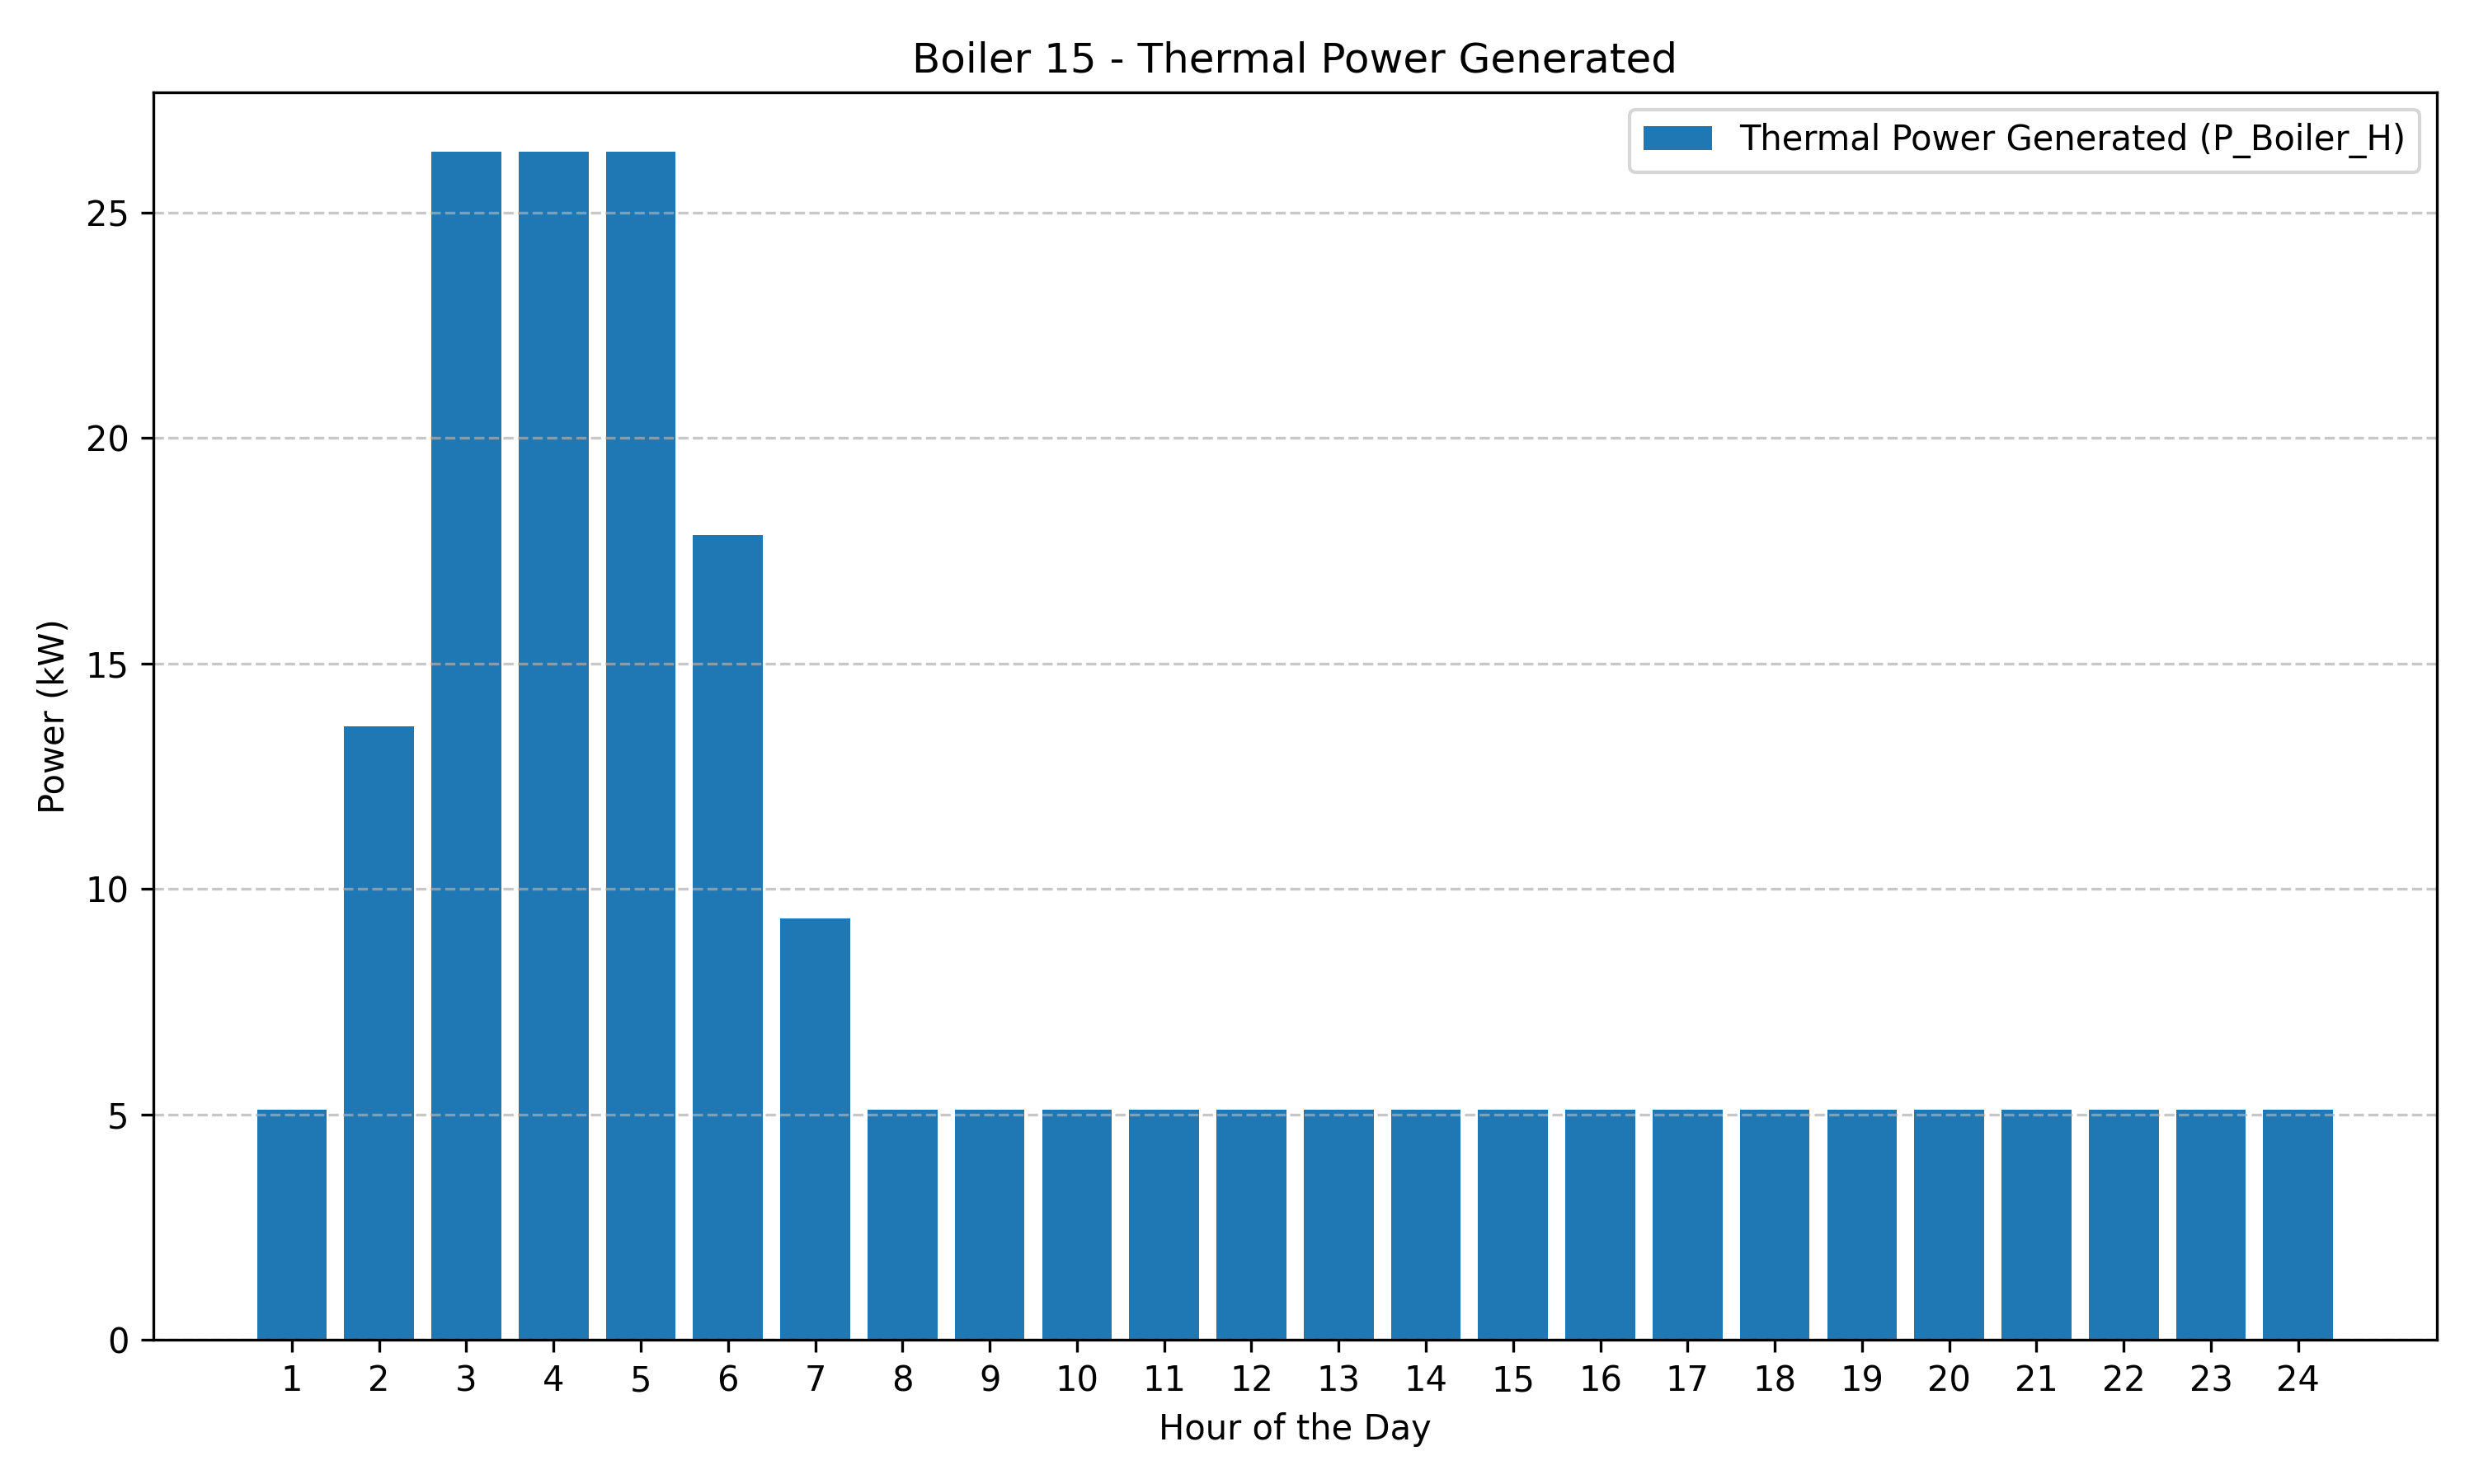 Boiler 15 - Thermal Power Generated
Thermal Power Generated (P_Boiler_H)
25
20
15
10
5
0
Power (kW)
1 2 3 4 5 6 7 8 9 10 11 12 13 14 15 16 17 18 19 20 21 22 23 24
Hour of the Day